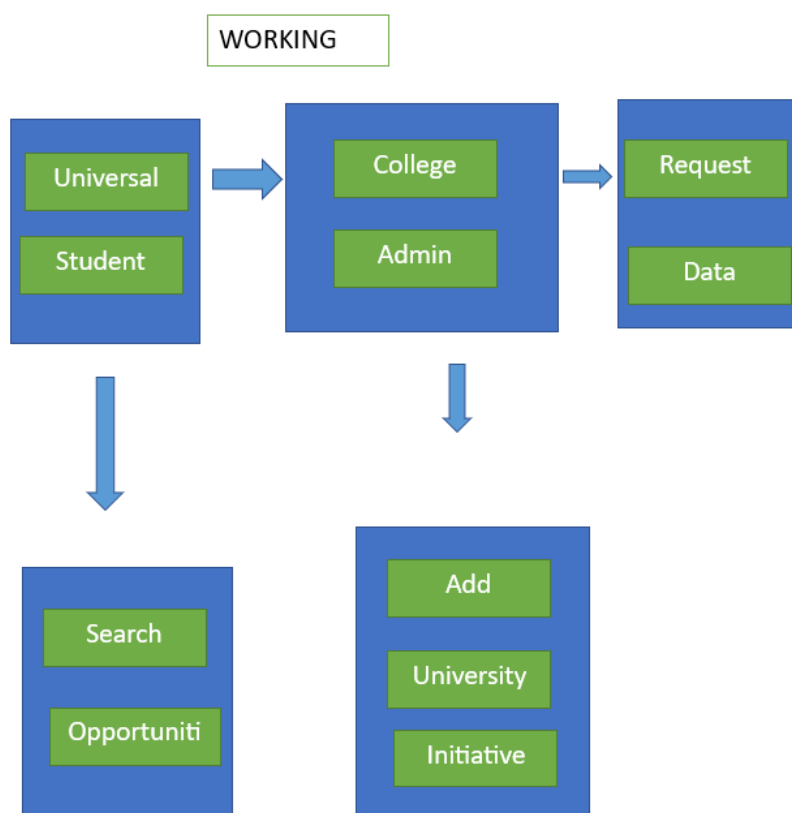 WORKING
Universal
Student
College
Admin
Request
Data
Search
Opportuniti
Add
University
Initiative